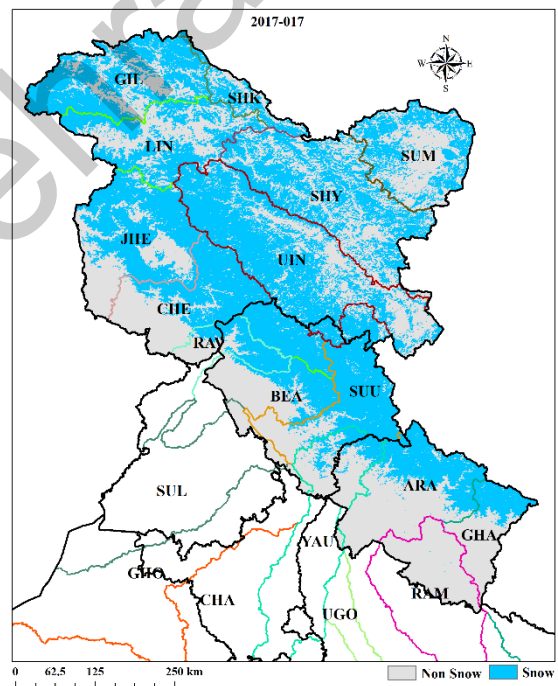 2017-017
N
W E
S
GIL
SHK
LIN
SUM
SHY
JHE
UIN
CHE
RAV
BEA
SUU
SUL
ARA
GHA
YAU
GHO
CHA
UGO
RAM
0 62.5 125 250 km
Non Snow Snow